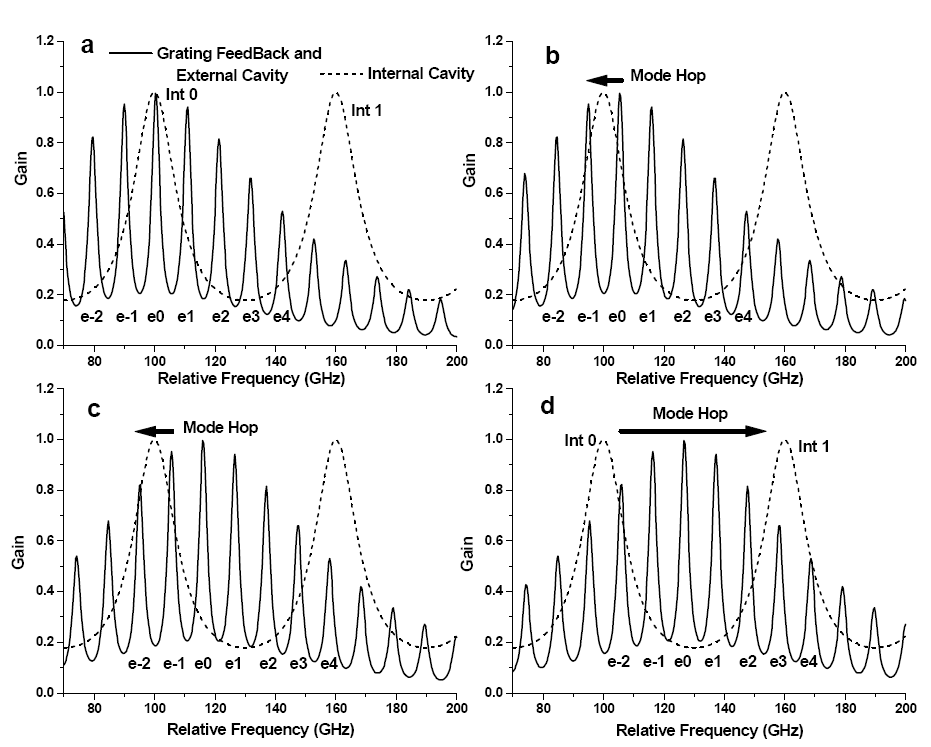 a
Grating FeedBack and
External Cavity
Internal Cavity
Int 0
Int 1
1.2
1.0
0.8
0.6
0.4
0.2
0.0
Gain
e-2 e-1 e0 e1 e2 e3 e4
80 100 120 140 160 180 200
Relative Frequency (GHz)
b
Mode Hop
1.2
1.0
0.8
0.6
0.4
0.2
0.0
Gain
e-2 e-1 e0 e1 e2 e3 e4
80 100 120 140 160 180 200
Relative Frequency (GHz)
c
Mode Hop
1.2
1.0
0.8
0.6
0.4
0.2
0.0
Gain
e-2 e-1 e0 e1 e2 e3 e4
80 100 120 140 160 180 200
Relative Frequency (GHz)
d
Mode Hop
Int 0
Int 1
1.2
1.0
0.8
0.6
0.4
0.2
0.0
Gain
e-2 e-1 e0 e1 e2 e3 e4
80 100 120 140 160 180 200
Relative Frequency (GHz)